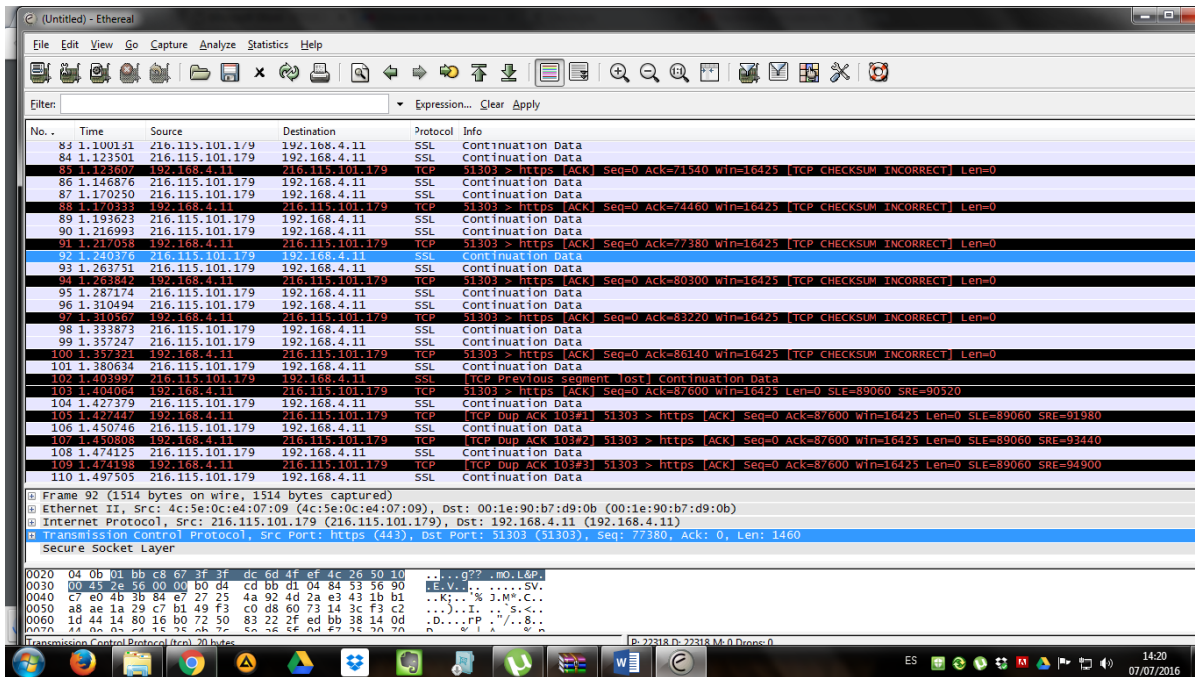 (Untitled) - Ethereal
File Edit View Go Capture Analyze Statistics Help
Filter:
Expression... Clear Apply
No. . Time Source Destination Protocol Info
83 1.100131 216.115.101.179 192.168.4.11 SSL Continuation Data
84 1.123501 216.115.101.179 192.168.4.11 SSL Continuation Data
85 1.123607 192.168.4.11 216.115.101.179 TCP 51303 > https [ACK] Seq=0 Ack=71540 Win=16425 [TCP CHECKSUM INCORRECT] Len=0
86 1.146876 216.115.101.179 192.168.4.11 SSL Continuation Data
87 1.170250 216.115.101.179 192.168.4.11 SSL Continuation Data
88 1.170333 192.168.4.11 216.115.101.179 TCP 51303 > https [ACK] Seq=0 Ack=74460 Win=16425 [TCP CHECKSUM INCORRECT] Len=0
89 1.193623 216.115.101.179 192.168.4.11 SSL Continuation Data
90 1.216993 216.115.101.179 192.168.4.11 SSL Continuation Data
91 1.217058 192.168.4.11 216.115.101.179 TCP 51303 > https [ACK] Seq=0 Ack=77380 Win=16425 [TCP CHECKSUM INCORRECT] Len=0
92 1.240376 216.115.101.179 192.168.4.11 SSL Continuation Data
93 1.263751 216.115.101.179 192.168.4.11 SSL Continuation Data
94 1.263842 192.168.4.11 216.115.101.179 TCP 51303 > https [ACK] Seq=0 Ack=80300 Win=16425 [TCP CHECKSUM INCORRECT] Len=0
95 1.287174 216.115.101.179 192.168.4.11 SSL Continuation Data
96 1.310494 216.115.101.179 192.168.4.11 SSL Continuation Data
97 1.310567 192.168.4.11 216.115.101.179 TCP 51303 > https [ACK] Seq=0 Ack=83220 Win=16425 [TCP CHECKSUM INCORRECT] Len=0
98 1.333873 216.115.101.179 192.168.4.11 SSL Continuation Data
99 1.357247 216.115.101.179 192.168.4.11 SSL Continuation Data
100 1.357321 192.168.4.11 216.115.101.179 TCP 51303 > https [ACK] Seq=0 Ack=86140 Win=16425 [TCP CHECKSUM INCORRECT] Len=0
101 1.380634 216.115.101.179 192.168.4.11 SSL Continuation Data
102 1.403997 216.115.101.179 192.168.4.11 SSL [TCP Previous segment lost] Continuation Data
103 1.404064 192.168.4.11 216.115.101.179 TCP 51303 > https [ACK] Seq=0 Ack=87600 Win=16425 Len=0 SLE=89060 SRE=90520
104 1.427379 216.115.101.179 192.168.4.11 SSL Continuation Data
105 1.427447 192.168.4.11 216.115.101.179 TCP [TCP Dup ACK 103#1] 51303 > https [ACK] Seq=0 Ack=87600 Win=16425 Len=0 SLE=89060 SRE=91980
106 1.450746 216.115.101.179 192.168.4.11 SSL Continuation Data
107 1.450808 192.168.4.11 216.115.101.179 TCP [TCP Dup ACK 103#2] 51303 > https [ACK] Seq=0 Ack=87600 Win=16425 Len=0 SLE=89060 SRE=93440
108 1.474125 216.115.101.179 192.168.4.11 SSL Continuation Data
109 1.474198 192.168.4.11 216.115.101.179 TCP [TCP Dup ACK 103#3] 51303 > https [ACK] Seq=0 Ack=87600 Win=16425 Len=0 SLE=89060 SRE=94900
110 1.497505 216.115.101.179 192.168.4.11 SSL Continuation Data
Frame 92 (1514 bytes on wire, 1514 bytes captured)
Ethernet II, Src: 4c:5e:0c:e4:07:09 (4c:5e:0c:e4:07:09), Dst: 00:1e:90:b7:d9:0b (00:1e:90:b7:d9:0b)
Internet Protocol, Src: 216.115.101.179 (216.115.101.179), Dst: 192.168.4.11 (192.168.4.11)
Transmission Control Protocol, Src Port: https (443), Dst Port: 51303 (51303), Seq: 77380, Ack: 0, Len: 1460
Secure Socket Layer
0020 04 0b 01 bb c8 67 3f 3f dc 6d 4f ef 4c 26 50 10 .....g?? .mO.L&P.
0030 00 45 2e 56 00 00 b0 d4 cd bb d1 04 84 53 56 90 .E.V.... .....SV.
0040 c7 e0 4b 3b 84 e7 27 25 4a 92 4d 2a e3 43 1b b1 ..K;..'% J.M*.C..
0050 a8 ae 1a 29 c7 b1 49 f3 c0 d8 60 73 14 3c f3 c2 ...)..I. ..`s.<..
0060 1d 44 14 80 16 b0 72 50 83 22 2f ed bb 38 14 0d .D....rP ."/..8..
Transmission Control Protocol (tcp), 20 bytes
P: 22318 D: 22318 M: 0 Drops: 0
ES
14:20
07/07/2016